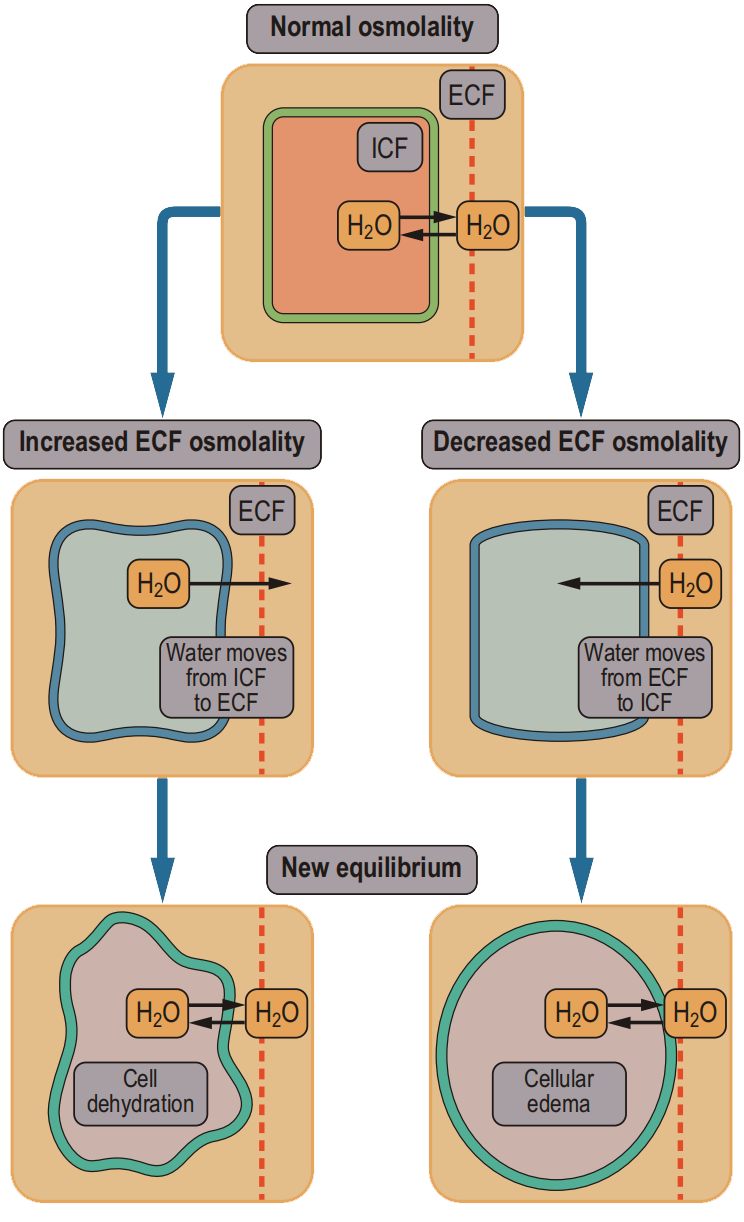 Normal osmolality
ECF
ICF
H₂O
H₂O
Increased ECF osmolality
Decreased ECF osmolality
ECF
H₂O
Water moves
from ICF
to ECF
ECF
H₂O
Water moves
from ECF
to ICF
New equilibrium
H₂O
H₂O
Cell
dehydration
H₂O
H₂O
Cellular
edema